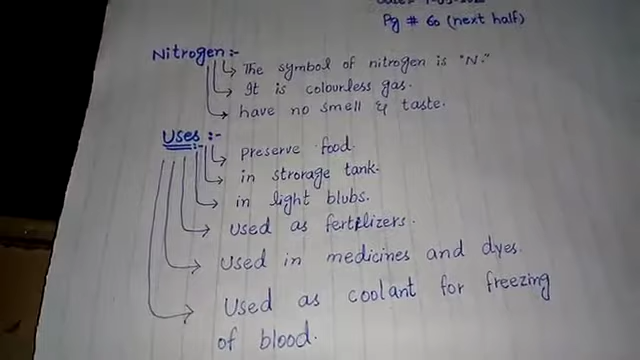 Pg # 60 (next half)
Nitrogen:-
The symbol of nitrogen is "N."
It is colourless gas.
have no smell & taste.
Uses:-
preserve food.
in strorage tank.
in light blubs.
used as fertilizers.
Used in medicines and dyes.
Used as coolant for freezing
of blood.